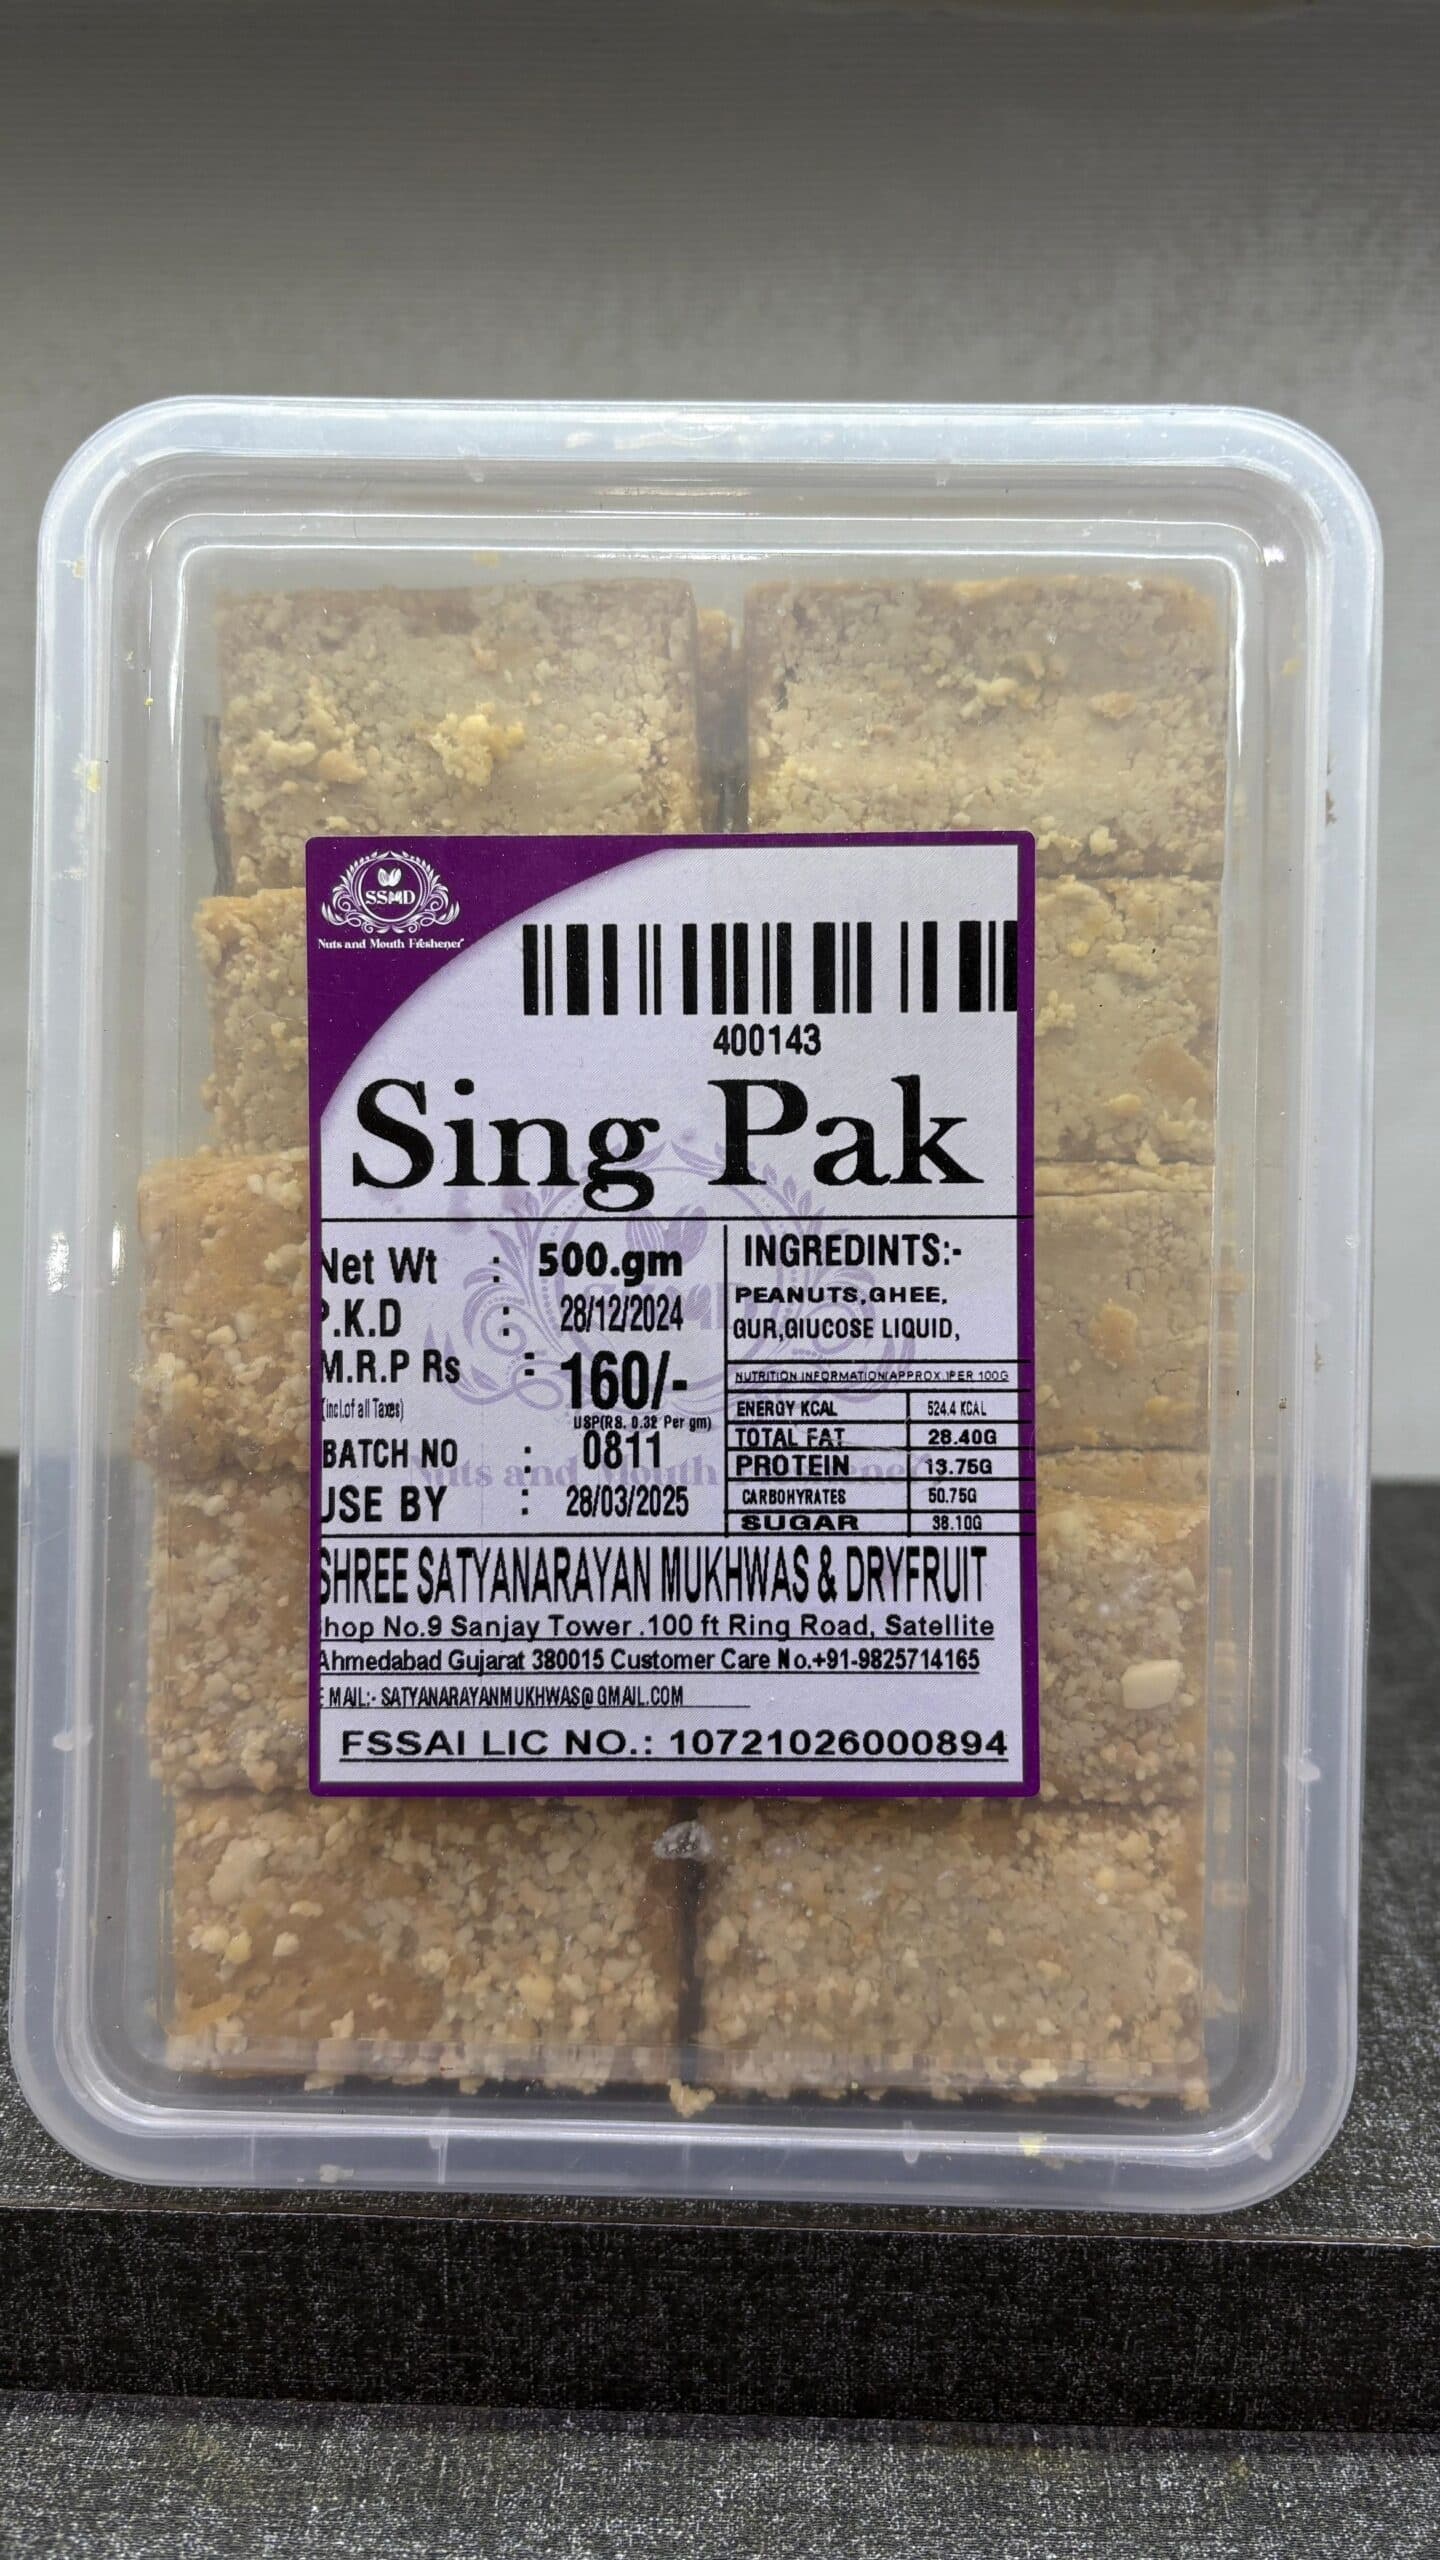 SSMD
Nuts and Mouth Freshener
400143
Sing Pak
Net Wt : 500.gm
P.K.D : 28/12/2024
M.R.P Rs : 160/-
(incl.of all Taxes)
USP(RS. 0.32 Per gm)
BATCH NO : 0811
USE BY : 28/03/2025
INGREDINTS:-
PEANUTS,GHEE,
GUR,GIUCOSE LIQUID,
NUTRITION INFORMATION(APPROX.)PER 100G
ENERGY KCAL 524.4 KCAL
TOTAL FAT 28.40G
PROTEIN 13.75G
CARBOHYRATES 50.75G
SUGAR 38.10G
Nuts and Mouth Freshener
SHREE SATYANARAYAN MUKHWAS & DRYFRUIT
Shop No.9 Sanjay Tower .100 ft Ring Road, Satellite
Ahmedabad Gujarat 380015 Customer Care No.+91-9825714165
E MAIL:- SATYANARAYANMUKHWAS@GMAIL.COM
FSSAI LIC NO.: 10721026000894